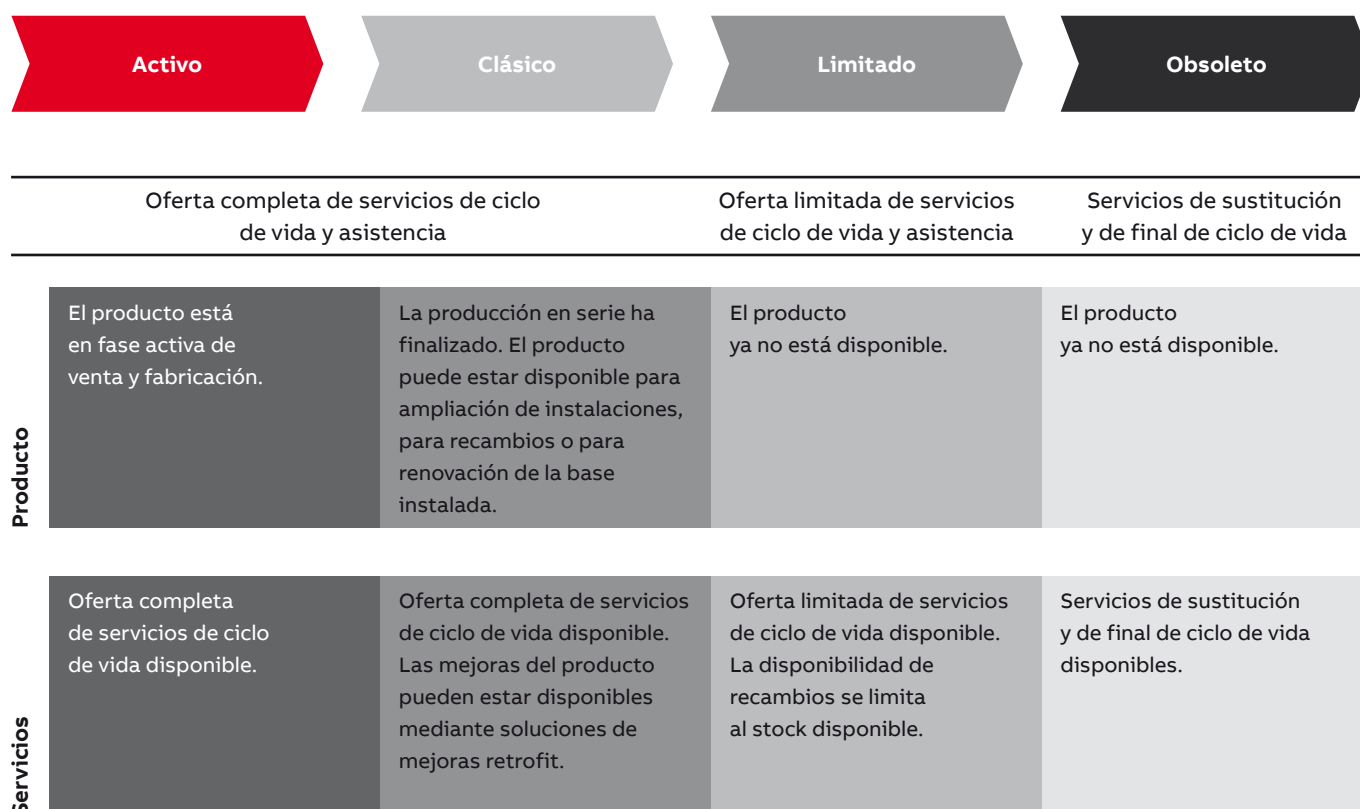 Activo
Clásico
Limitado
Obsoleto
Oferta completa de servicios de ciclo
de vida y asistencia
Oferta limitada de servicios
de ciclo de vida y asistencia
Servicios de sustitución
y de final de ciclo de vida
Producto
El producto está
en fase activa de
venta y fabricación.
La producción en serie ha
finalizado. El producto
puede estar disponible para
ampliación de instalaciones,
para recambios o para
renovación de la base
instalada.
El producto
ya no está disponible.
El producto
ya no está disponible.
Servicios
Oferta completa
de servicios de ciclo
de vida disponible.
Oferta completa de servicios
de ciclo de vida disponible.
Las mejoras del producto
pueden estar disponibles
mediante soluciones de
mejoras retrofit.
Oferta limitada de servicios
de ciclo de vida disponible.
La disponibilidad de
recambios se limita
al stock disponible.
Servicios de sustitución
y de final de ciclo de vida
disponibles.